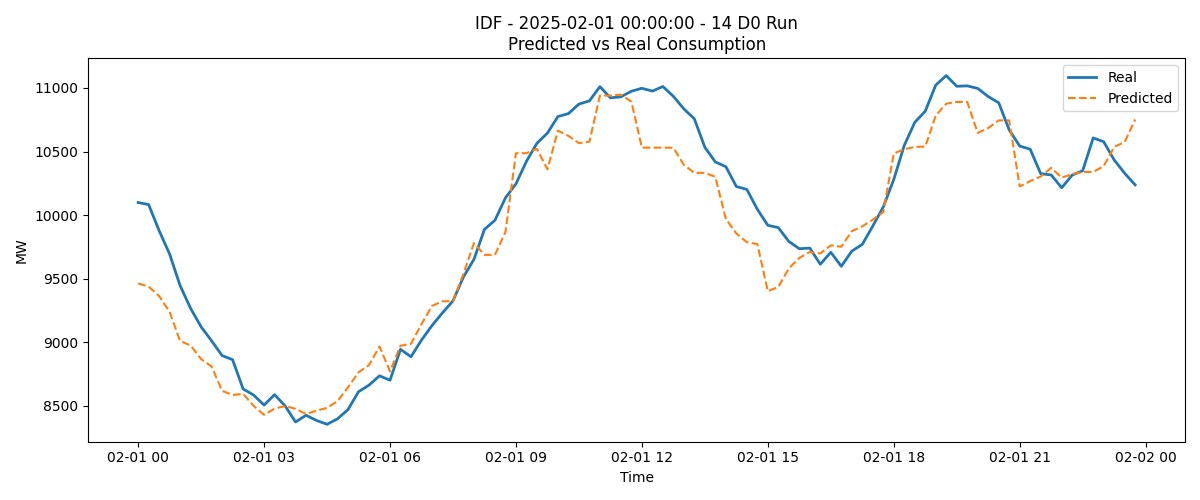 IDF - 2025-02-01 00:00:00 - 14 D0 Run
Predicted vs Real Consumption
Real
Predicted
MW
11000
10500
10000
9500
9000
8500
02-01 00
02-01 03
02-01 06
02-01 09
02-01 12
02-01 15
02-01 18
02-01 21
02-02 00
Time